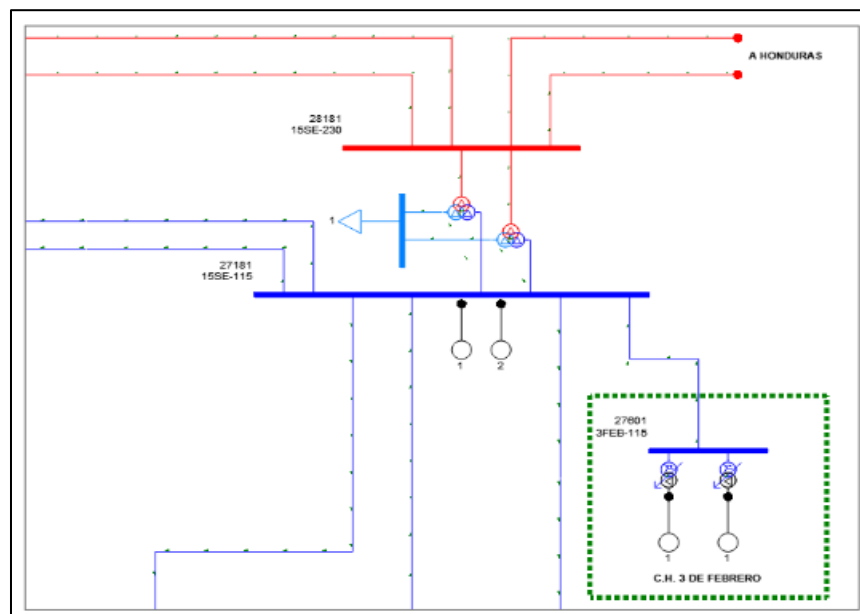 A HONDURAS
28181
15SE-230
1
27181
15SE-115
1
2
27601
3FEB-115
1
1
C.H. 3 DE FEBRERO